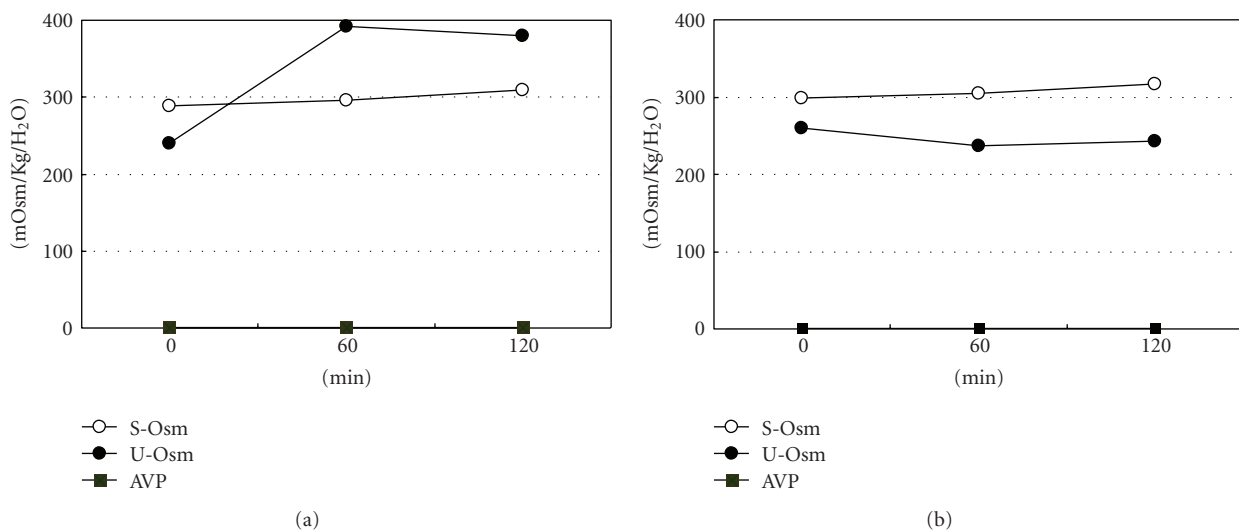 400
300
200
100
0
(mOsm/Kg/H₂O)
0 60 120
(min)
S-Osm
U-Osm
AVP
(a)
400
300
200
100
0
(mOsm/Kg/H₂O)
0 60 120
(min)
S-Osm
U-Osm
AVP
(b)